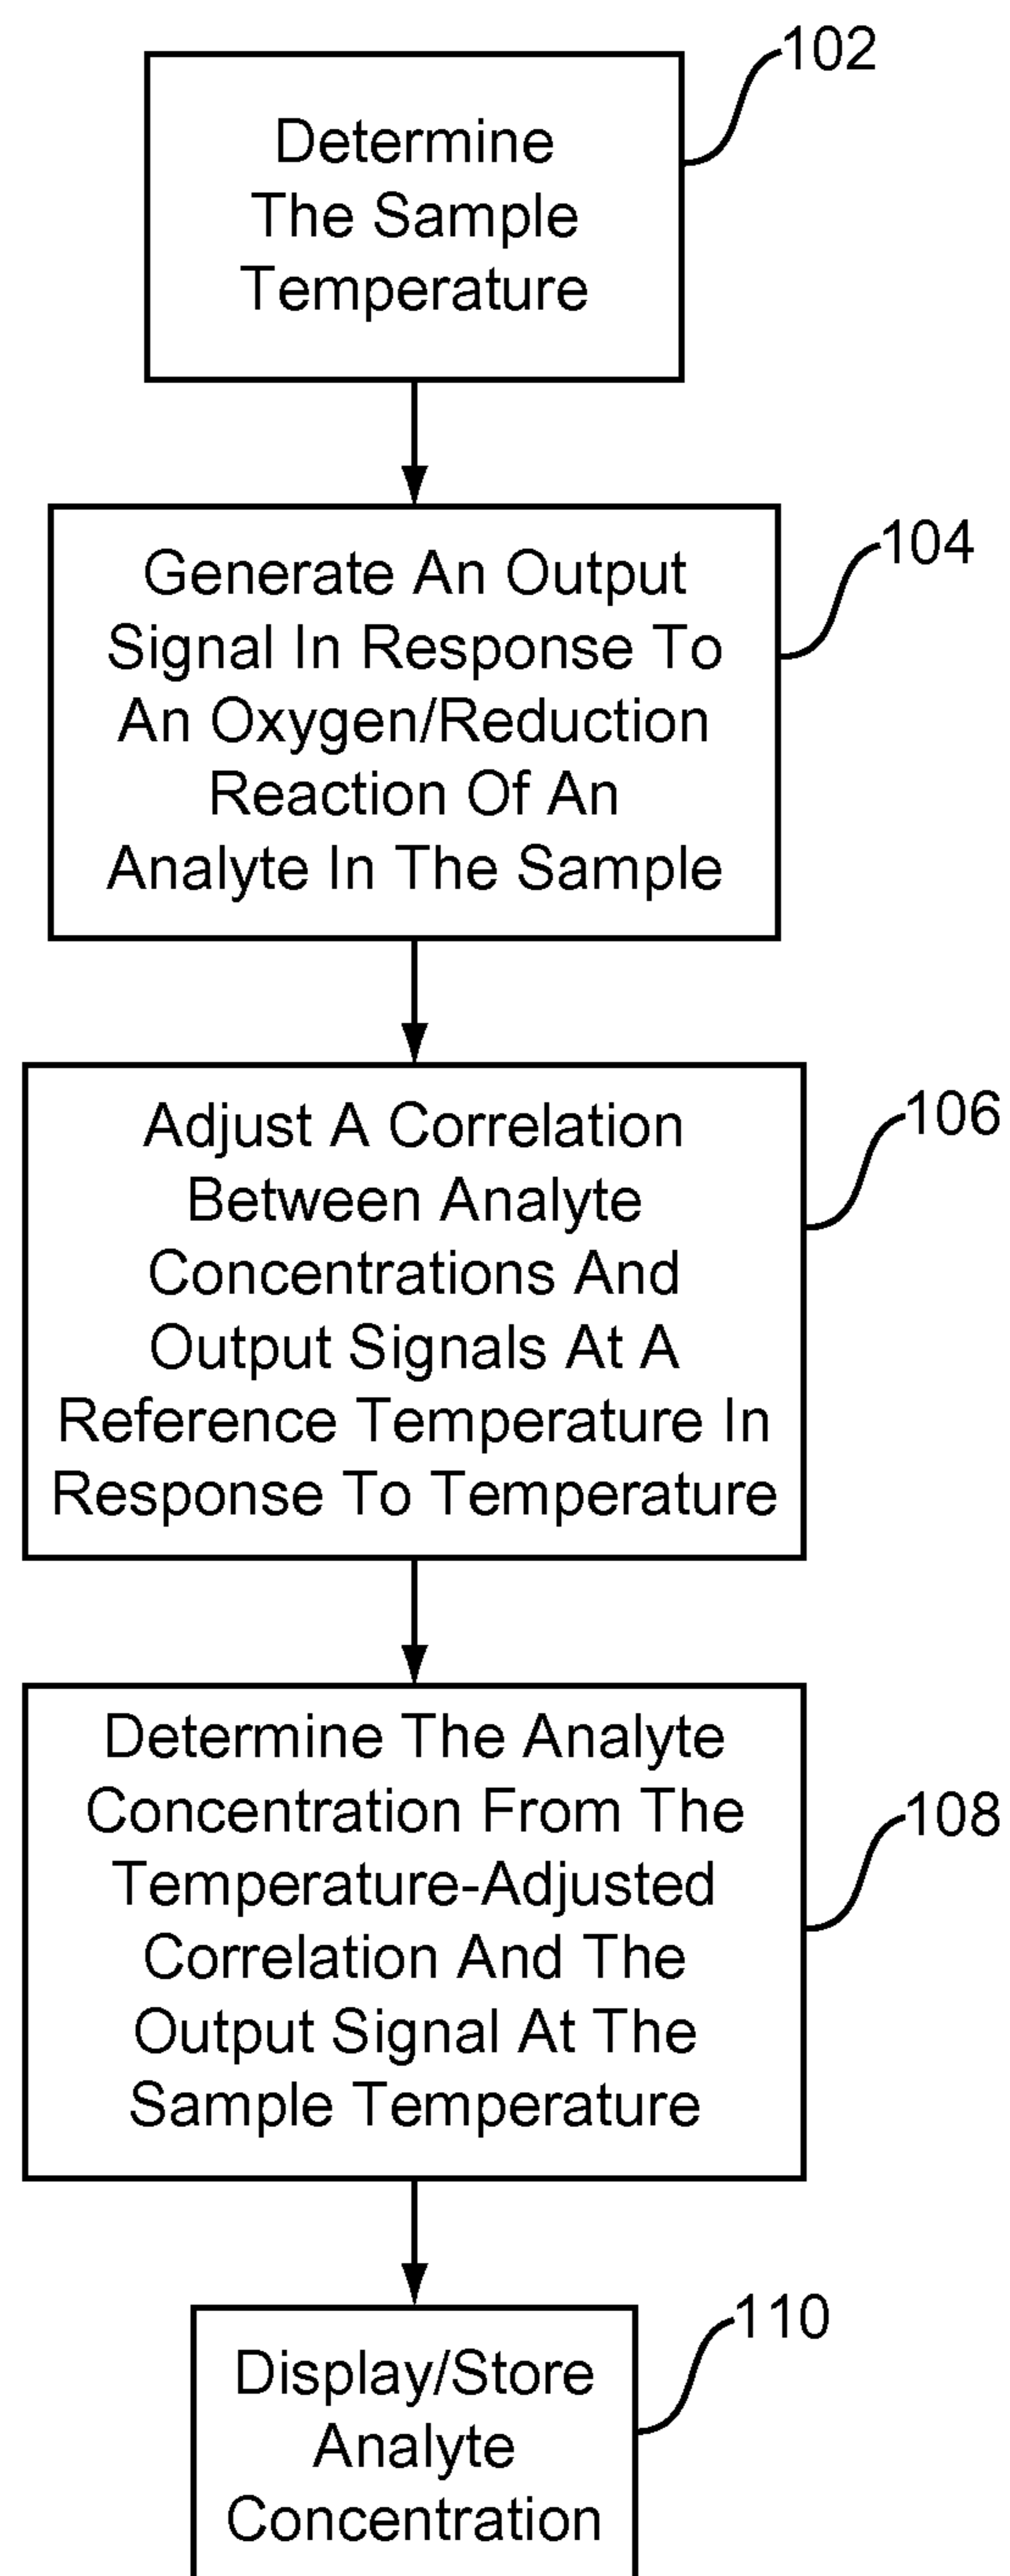 102
Determine
The Sample
Temperature
104
Generate An Output
Signal In Response To
An Oxygen/Reduction
Reaction Of An
Analyte In The Sample
106
Adjust A Correlation
Between Analyte
Concentrations And
Output Signals At A
Reference Temperature In
Response To Temperature
108
Determine The Analyte
Concentration From The
Temperature-Adjusted
Correlation And The
Output Signal At The
Sample Temperature
110
Display/Store
Analyte
Concentration